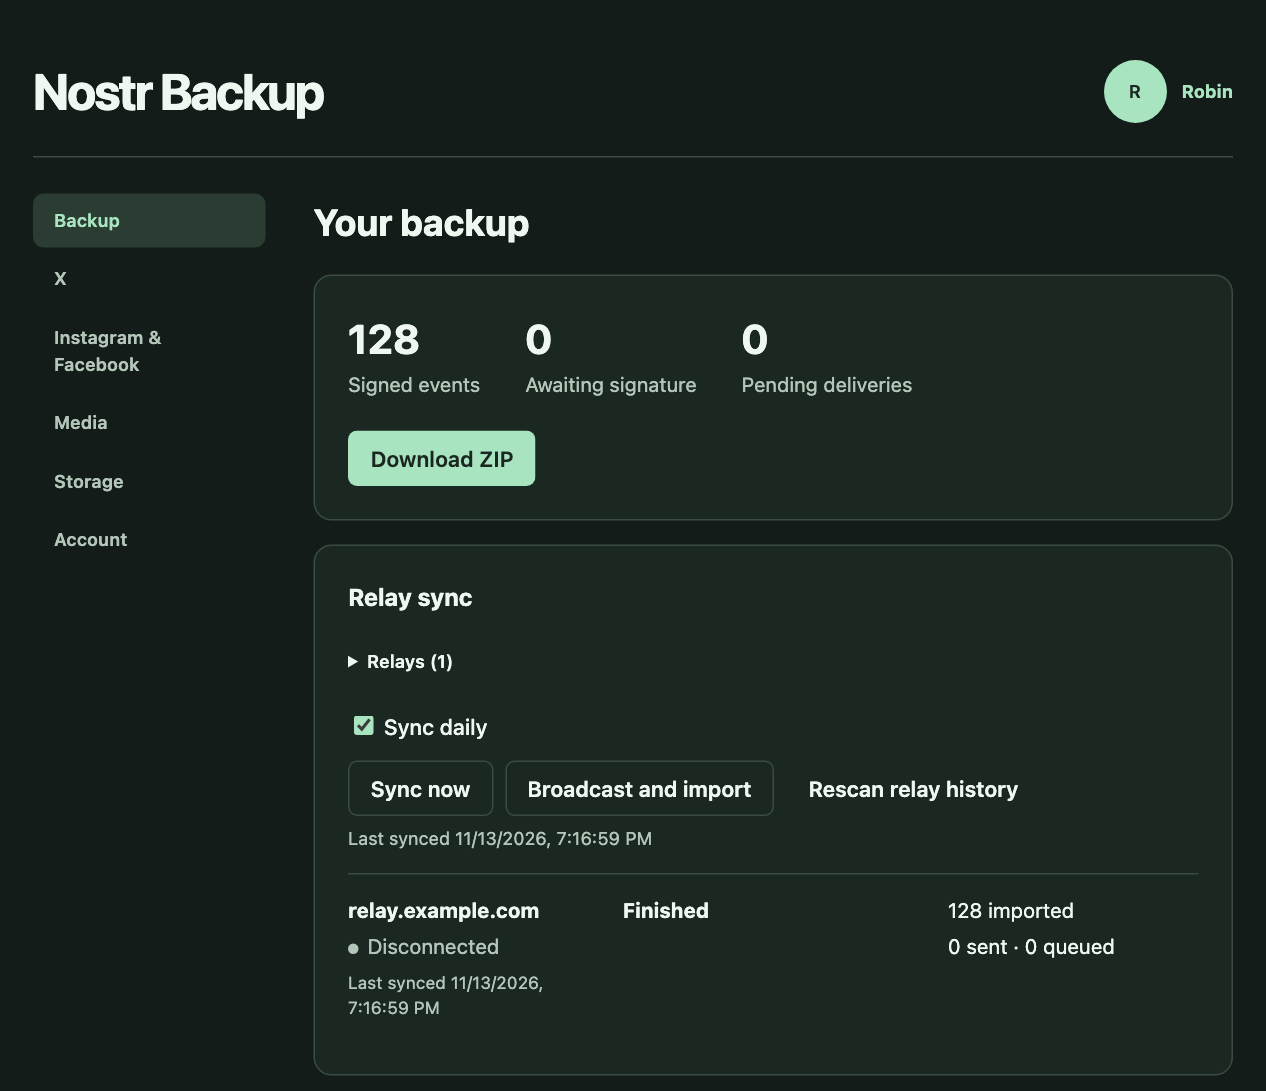 Nostr Backup
R
Robin
Backup
X
Instagram &
Facebook
Media
Storage
Account
Your backup
128
Signed events
0
Awaiting signature
0
Pending deliveries
Download ZIP
Relay sync
Relays (1)
Sync daily
Sync now
Broadcast and import
Rescan relay history
Last synced 11/13/2026, 7:16:59 PM
relay.example.com
Finished
128 imported
Disconnected
0 sent · 0 queued
Last synced 11/13/2026,
7:16:59 PM